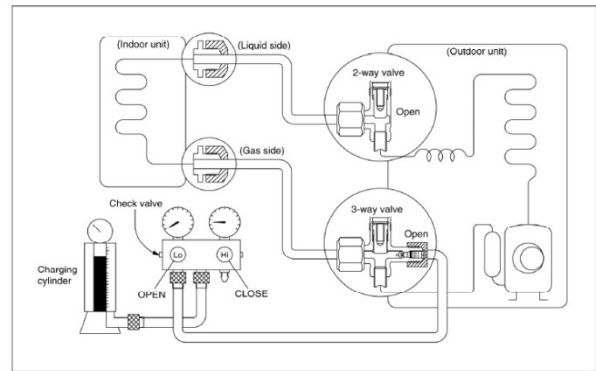 (Indoor unit)
(Liquid side)
(Outdoor unit)
2-way valve
Open
(Gas side)
3-way valve
Open
Check valve
Lo
Hi
Charging
cylinder
OPEN
CLOSE